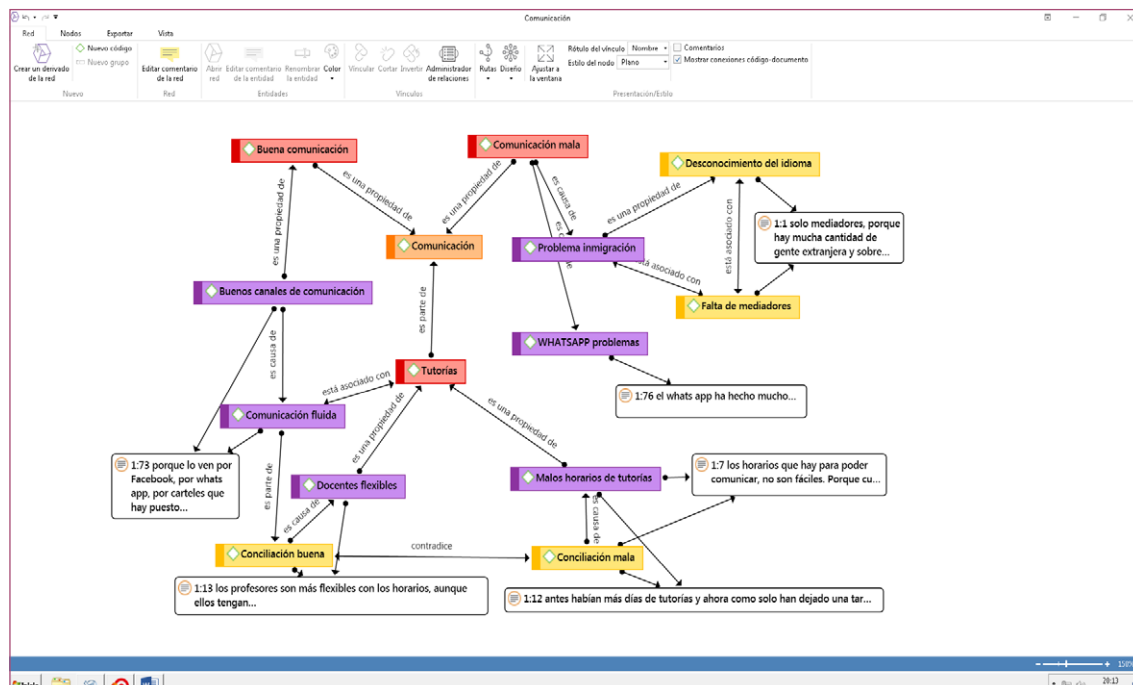 Comunicación
Red Nodos Exportar Vista
Crear un derivado
de la red
Nuevo código
Nuevo grupo
Nuevo
Editar comentario
de la red
Red
Abrir
red
Editar comentario
de la entidad
Renombrar
la entidad
Color
Entidades
Vincular
Cortar
Invertir
Administrador
de relaciones
Vínculos
Rutas
Diseño
Ajustar a
la ventana
Rótulo del vínculo Nombre
Estilo del nodo Plano
Comentarios
Mostrar conexiones código-documento
Presentación/Estilo
Buena comunicación
Comunicación mala
Desconocimiento del idioma
es una propiedad de
es una propiedad de
es una propiedad de
es causa de
es una propiedad de
está asociado con
1:1 solo mediadores, porque
hay mucha cantidad de
gente extranjera y sobre...
Comunicación
Problema inmigración
está asociado con
Buenos canales de comunicación
Falta de mediadores
es parte de
es causa de
WHATSAPP problemas
Tutorías
está asociado con
1:76 el whats app ha hecho mucho...
Comunicación fluida
es una propiedad de
es una propiedad de
1:73 porque lo ven por
Facebook, por whats
app, por carteles que
hay puesto...
es parte de
Docentes flexibles
Malos horarios de tutorías
1:7 los horarios que hay para poder
comunicar, no son fáciles. Porque cu...
es causa de
es causa de
Conciliación buena
contradice
Conciliación mala
1:13 los profesores son más flexibles con los horarios, aunque
ellos tengan...
1:12 antes habían más días de tutorías y ahora como solo han dejado una tar...
150%
20:13